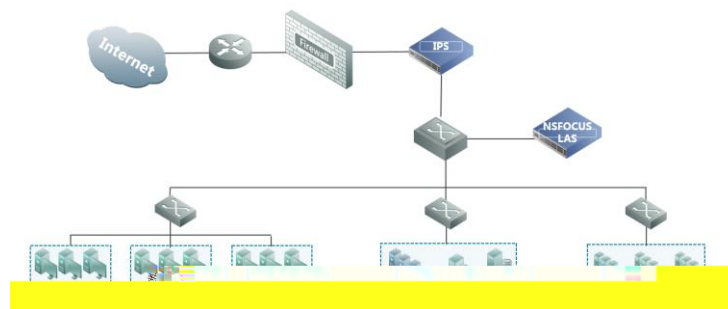 Internet
Firewall
IPS
NSFOCUS
LAS